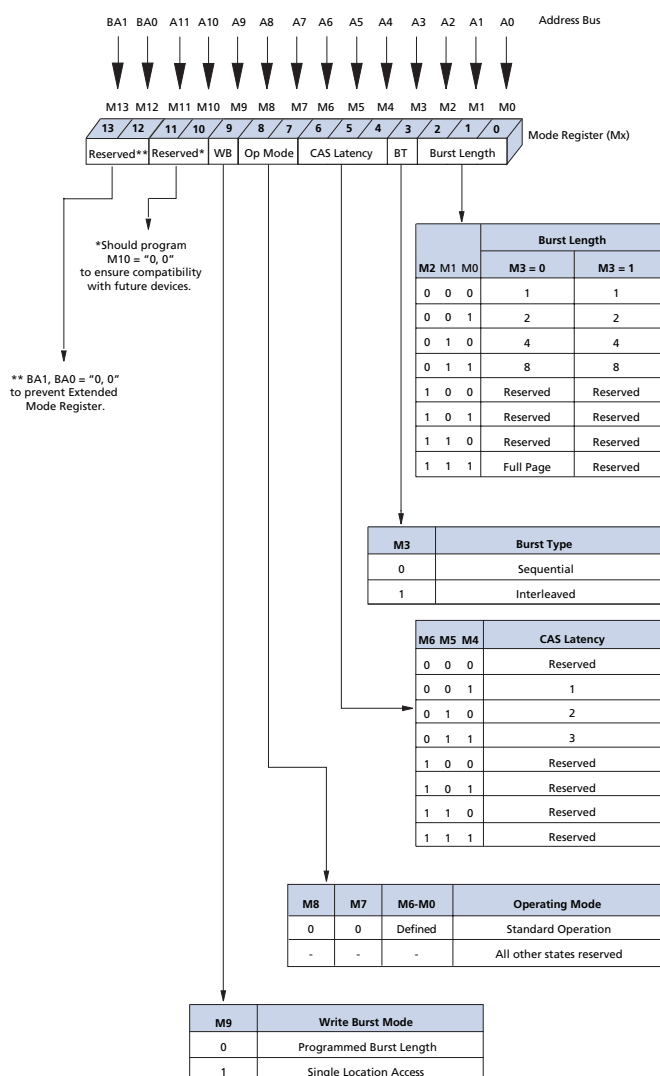 BA1 BA0 A11 A10 A9 A8 A7 A6 A5 A4 A3 A2 A1 A0 Address Bus
M13 M12 M11 M10 M9 M8 M7 M6 M5 M4 M3 M2 M1 M0
13 12 11 10 9 8 7 6 5 4 3 2 1 0 Mode Register (Mx)
Reserved** Reserved* WB Op Mode CAS Latency BT Burst Length
*Should program
M10 = “0, 0“
to ensure compatibility
with future devices.
** BA1, BA0 = “0, 0“
to prevent Extended
Mode Register.
Burst Length
M2 M1 M0 M3 = 0 M3 = 1
0 0 0 1 1
0 0 1 2 2
0 1 0 4 4
0 1 1 8 8
1 0 0 Reserved Reserved
1 0 1 Reserved Reserved
1 1 0 Reserved Reserved
1 1 1 Full Page Reserved
M3 Burst Type
0 Sequential
1 Interleaved
M6 M5 M4 CAS Latency
0 0 0 Reserved
0 0 1 1
0 1 0 2
0 1 1 3
1 0 0 Reserved
1 0 1 Reserved
1 1 0 Reserved
1 1 1 Reserved
M8 M7 M6-M0 Operating Mode
0 0 Defined Standard Operation
- - - All other states reserved
M9 Write Burst Mode
0 Programmed Burst Length
1 Single Location Access